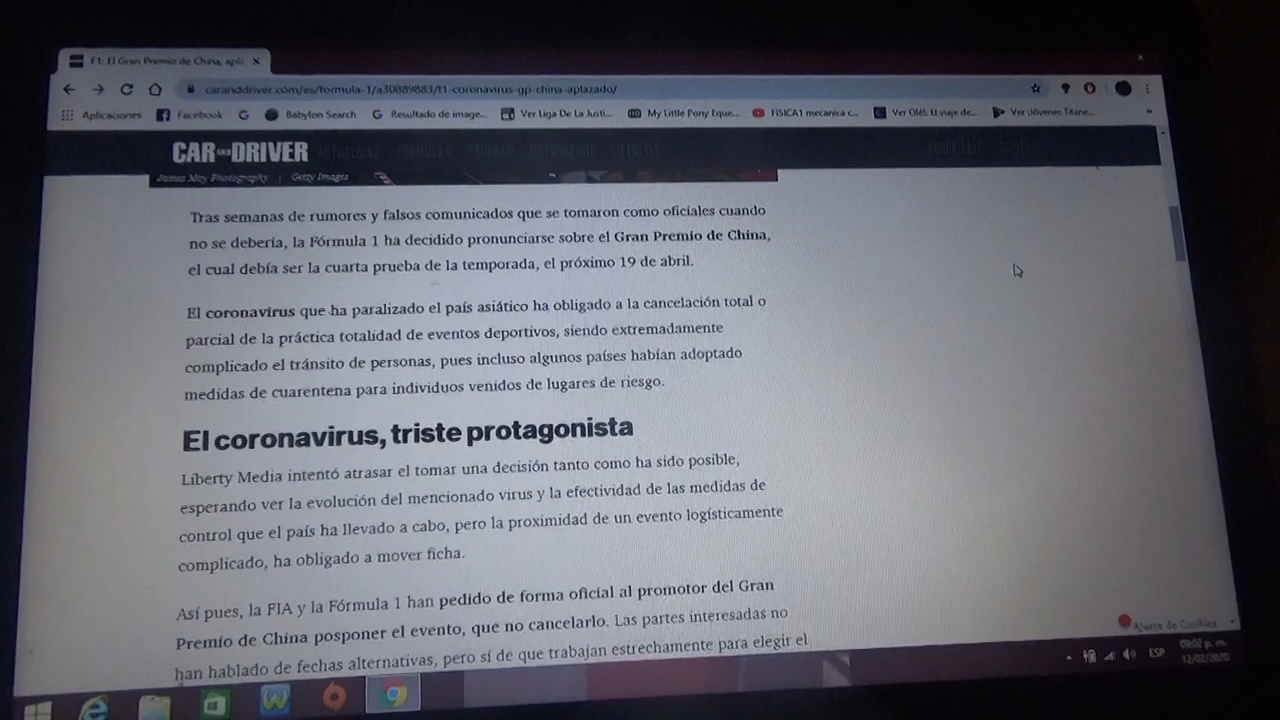 F1: El Gran Premio de China, apla
caranddriver.com/es/formula-1/a30889883/f1-coronavirus-gp-china-aplazado/
Aplicaciones Facebook Babylon Search Resultado de image... Ver Liga De La Justi... My Little Pony Eque... FISICA1 mecanica c... Ver Olé!: El viaje de... Ver Jóvenes Titane... »
CAR AND DRIVER
James Moy Photography | Getty Images
Tras semanas de rumores y falsos comunicados que se tomaron como oficiales cuando
no se debería, la Fórmula 1 ha decidido pronunciarse sobre el Gran Premio de China,
el cual debía ser la cuarta prueba de la temporada, el próximo 19 de abril.
El coronavirus que ha paralizado el país asiático ha obligado a la cancelación total o
parcial de la práctica totalidad de eventos deportivos, siendo extremadamente
complicado el tránsito de personas, pues incluso algunos países habían adoptado
medidas de cuarentena para individuos venidos de lugares de riesgo.
El coronavirus, triste protagonista
Liberty Media intentó atrasar el tomar una decisión tanto como ha sido posible,
esperando ver la evolución del mencionado virus y la efectividad de las medidas de
control que el país ha llevado a cabo, pero la proximidad de un evento logísticamente
complicado, ha obligado a mover ficha.
Así pues, la FIA y la Fórmula 1 han pedido de forma oficial al promotor del Gran
Premio de China posponer el evento, que no cancelarlo. Las partes interesadas no
han hablado de fechas alternativas, pero sí de que trabajan estrechamente para elegir el
Ajuste de Cookies
ESP
09:02 p. m.
12/02/2020